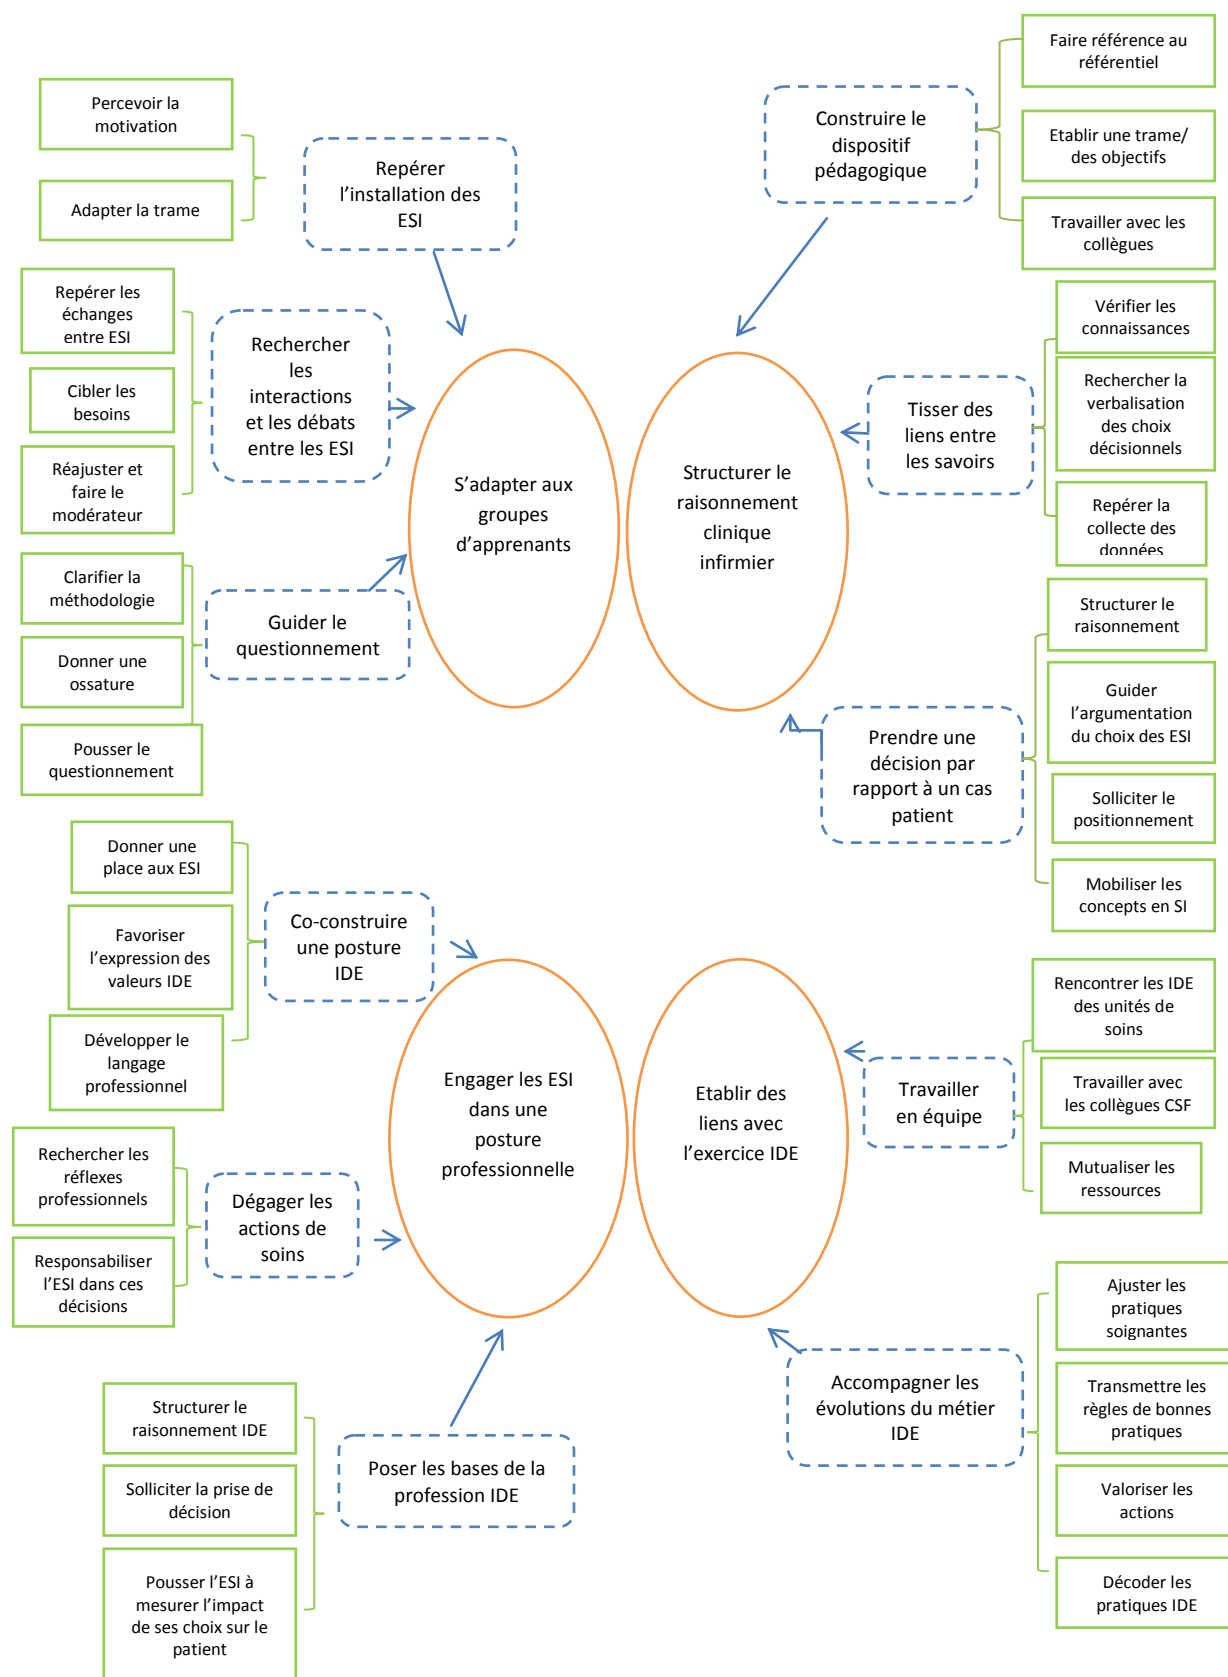 Percevoir la
motivation
Adapter la trame
Repérer
l'installation des
ESI
Repérer les
échanges
entre ESI
Cibler les
besoins
Réajuster et
faire le
modérateur
Rechercher
les
interactions
et les débats
entre les ESI
Clarifier la
méthodologie
Donner une
ossature
Pousser le
questionnement
Guider le
questionnement
S'adapter aux
groupes
d'apprenants
Construire le
dispositif
pédagogique
Faire référence au
référentiel
Etablir une trame/
des objectifs
Travailler avec les
collègues
Structurer le
raisonnement
clinique
infirmier
Tisser des
liens entre
les savoirs
Vérifier les
connaissances
Rechercher la
verbalisation
des choix
décisionnels
Repérer la
collecte des
données
Prendre une
décision par
rapport à un cas
patient
Structurer le
raisonnement
Guider
l'argumentation
du choix des ESI
Solliciter le
positionnement
Mobiliser les
concepts en SI
Donner une
place aux ESI
Favoriser
l'expression des
valeurs IDE
Développer le
langage
professionnel
Co-construire
une posture
IDE
Rechercher les
réflexes
professionnels
Responsabiliser
l'ESI dans ces
décisions
Dégager les
actions de
soins
Engager les ESI
dans une
posture
professionnelle
Structurer le
raisonnement IDE
Solliciter la prise de
décision
Pousser l'ESI à
mesurer l'impact
de ses choix sur le
patient
Poser les bases de la
profession IDE
Etablir des
liens avec
l'exercice IDE
Travailler
en équipe
Rencontrer les IDE
des unités de
soins
Travailler avec
les collègues CSF
Mutualiser les
ressources
Accompagner les
évolutions du métier
IDE
Ajuster les
pratiques
soignantes
Transmettre les
règles de bonnes
pratiques
Valoriser les
actions
Décoder les
pratiques IDE